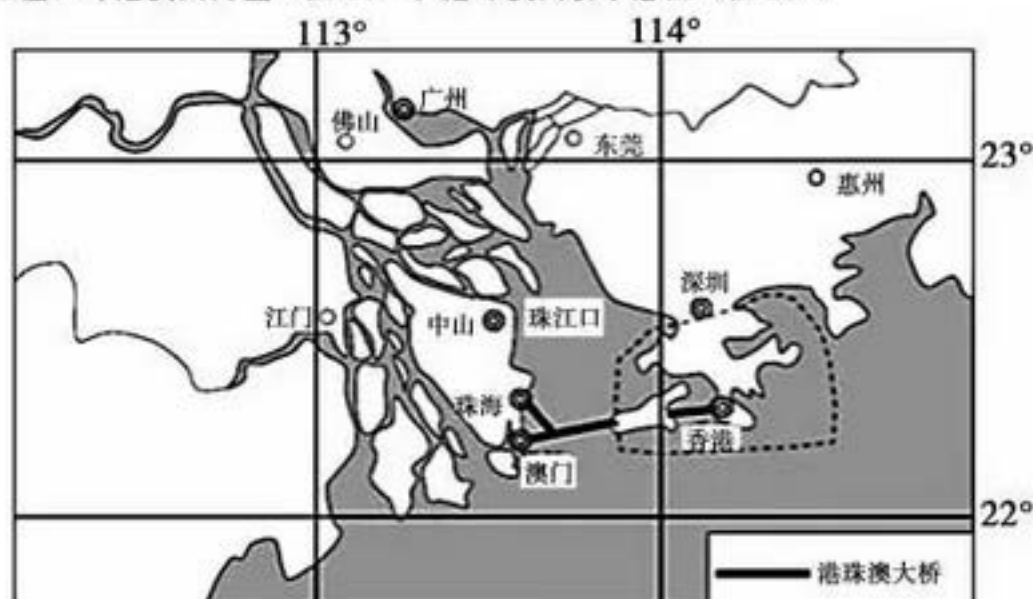 113° 114°
广州
佛山
东莞
23°
惠州
深圳
江门
中山
珠江口
珠海
香港
澳门
22°
港珠澳大桥